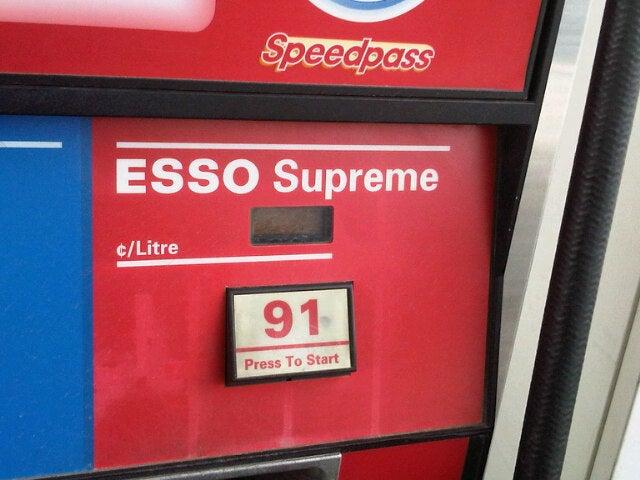 Speedpass
ESSO Supreme
¢/Litre
91
Press To Start